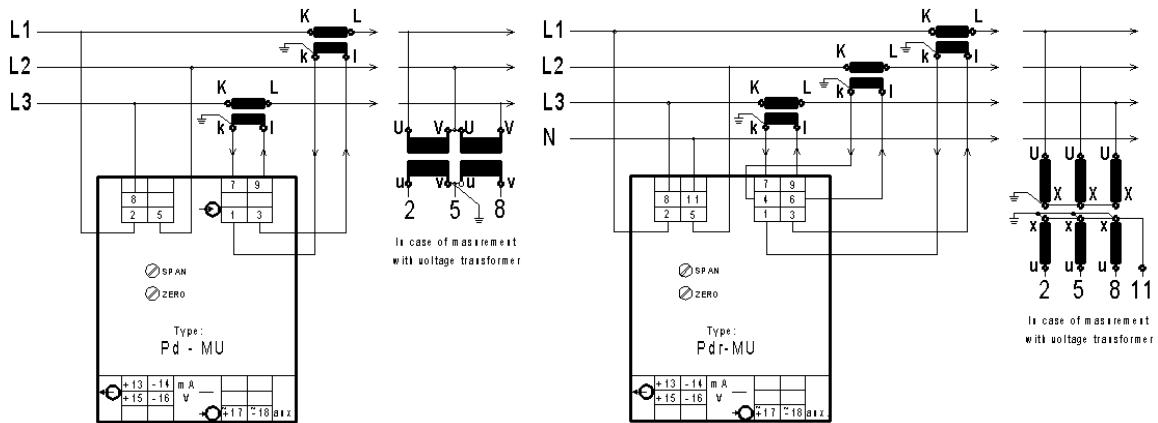 K L
L1
k l
L2
K L
L3
k l
U V U V
u v u v
2 5 8
In case of masurement
with voltage transformer
8
2 5
7 9
1 3
SPAN
ZERO
Type:
Pd - MU
+13 -14 mA
+15 -16 V
~+17 ~-18 aux.
K L
L1
k l
K L
L2
k l
K L
L3
k l
N
U U U
X X X
x x x
u u u
2 5 8 11
In case of masurement
with voltage transformer
8 11
2 5
7 9
4 6
1 3
SPAN
ZERO
Type:
Pdr-MU
+13 -14 mA
+15 -16 V
~+17 ~-18 aux.